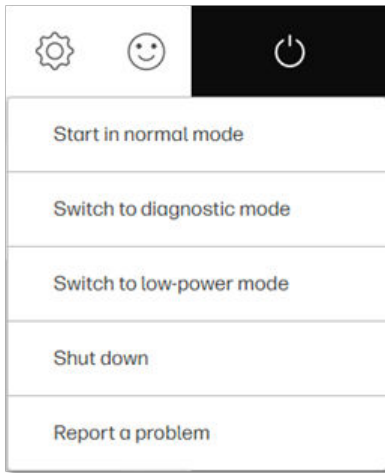 Start in normal mode
Switch to diagnostic mode
Switch to low-power mode
Shut down
Report a problem